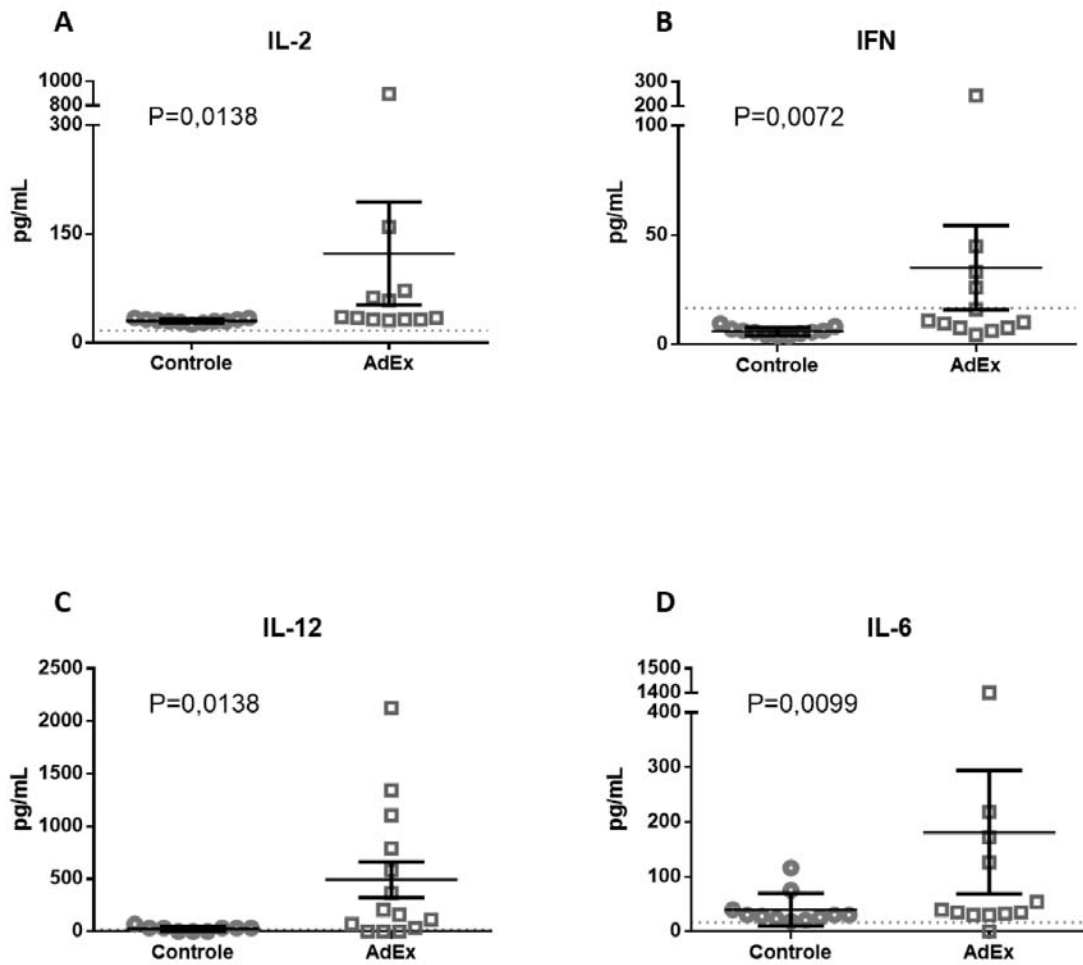 A
IL-2
1000
800
300
150
0
pg/mL
P=0,0138
Controle
AdEx
B
IFN
300
200
100
50
0
pg/mL
P=0,0072
Controle
AdEx
C
IL-12
2500
2000
1500
1000
500
0
pg/mL
P=0,0138
Controle
AdEx
D
IL-6
1500
1400
400
300
200
100
0
pg/mL
P=0,0099
Controle
AdEx